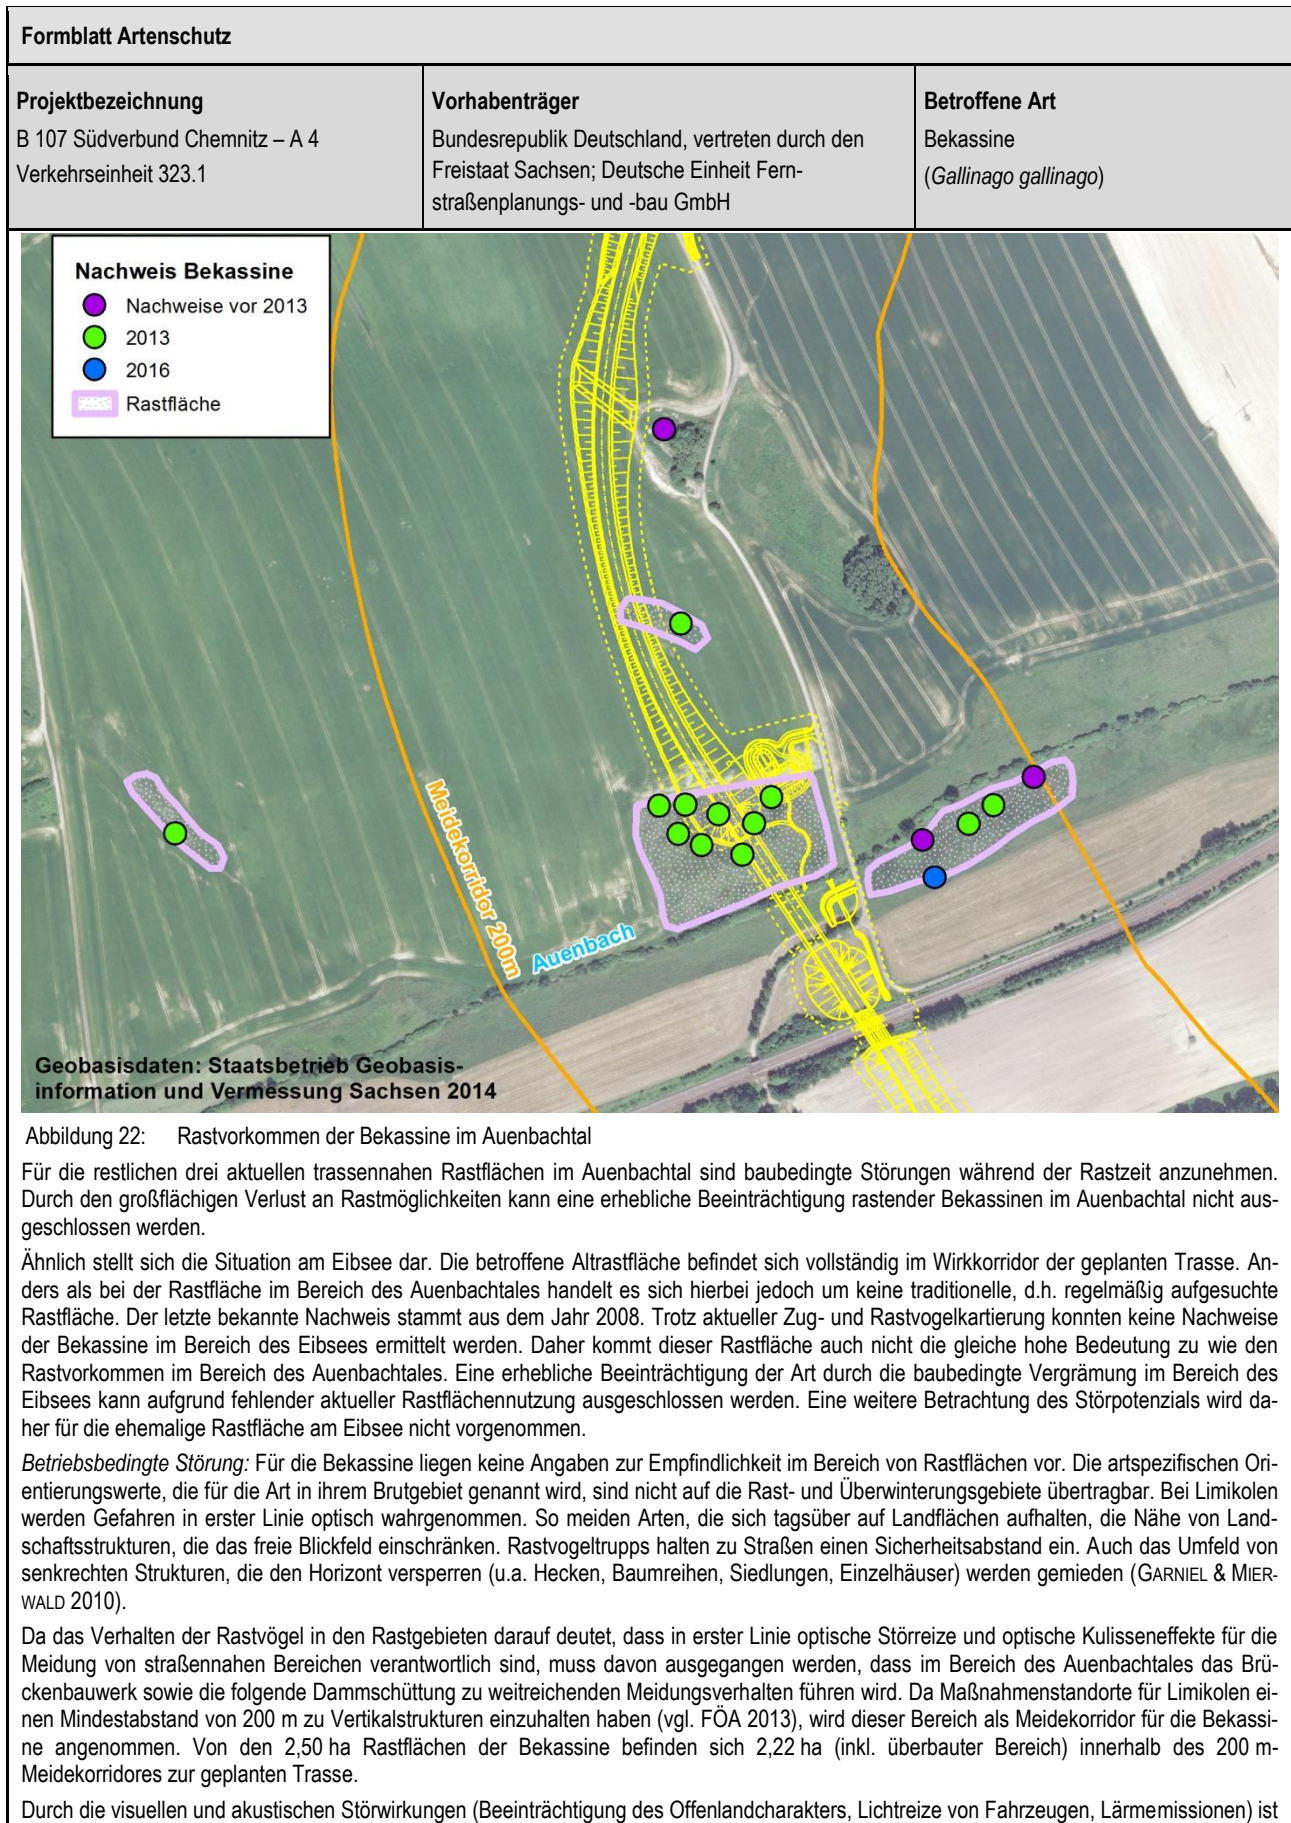 Formblatt Artenschutz
Projektbezeichnung
B 107 Südverbund Chemnitz – A 4
Verkehrseinheit 323.1
Vorhabenträger
Bundesrepublik Deutschland, vertreten durch den
Freistaat Sachsen; Deutsche Einheit Fern-
straßenplanungs- und -bau GmbH
Betroffene Art
Bekassine
(Gallinago gallinago)
Nachweis Bekassine
Nachweise vor 2013
2013
2016
Rastfläche
Meidekorridor 200m
Auenbach
Geobasisdaten: Staatsbetrieb Geobasis-
information und Vermessung Sachsen 2014
Abbildung 22: Rastvorkommen der Bekassine im Auenbachtal
Für die restlichen drei aktuellen trassennahen Rastflächen im Auenbachtal sind baubedingte Störungen während der Rastzeit anzunehmen.
Durch den großflächigen Verlust an Rastmöglichkeiten kann eine erhebliche Beeinträchtigung rastender Bekassinen im Auenbachtal nicht aus-
geschlossen werden.
Ähnlich stellt sich die Situation am Eibsee dar. Die betroffene Altrastfläche befindet sich vollständig im Wirkkorridor der geplanten Trasse. An-
ders als bei der Rastfläche im Bereich des Auenbachtales handelt es sich hierbei jedoch um keine traditionelle, d.h. regelmäßig aufgesuchte
Rastfläche. Der letzte bekannte Nachweis stammt aus dem Jahr 2008. Trotz aktueller Zug- und Rastvogelkartierung konnten keine Nachweise
der Bekassine im Bereich des Eibsees ermittelt werden. Daher kommt dieser Rastfläche auch nicht die gleiche hohe Bedeutung zu wie den
Rastvorkommen im Bereich des Auenbachtales. Eine erhebliche Beeinträchtigung der Art durch die baubedingte Vergrämung im Bereich des
Eibsees kann aufgrund fehlender aktueller Rastflächennutzung ausgeschlossen werden. Eine weitere Betrachtung des Störpotenzials wird da-
her für die ehemalige Rastfläche am Eibsee nicht vorgenommen.
Betriebsbedingte Störung: Für die Bekassine liegen keine Angaben zur Empfindlichkeit im Bereich von Rastflächen vor. Die artspezifischen Ori-
entierungswerte, die für die Art in ihrem Brutgebiet genannt wird, sind nicht auf die Rast- und Überwinterungsgebiete übertragbar. Bei Limikolen
werden Gefahren in erster Linie optisch wahrgenommen. So meiden Arten, die sich tagsüber auf Landflächen aufhalten, die Nähe von Land-
schaftsstrukturen, die das freie Blickfeld einschränken. Rastvogeltrupps halten zu Straßen einen Sicherheitsabstand ein. Auch das Umfeld von
senkrechten Strukturen, die den Horizont versperren (u.a. Hecken, Baumreihen, Siedlungen, Einzelhäuser) werden gemieden (GARNIEL & MIER-
WALD 2010).
Da das Verhalten der Rastvögel in den Rastgebieten darauf deutet, dass in erster Linie optische Störreize und optische Kulisseneffekte für die
Meidung von straßennahen Bereichen verantwortlich sind, muss davon ausgegangen werden, dass im Bereich des Auenbachtales das Brü-
ckenbauwerk sowie die folgende Dammschüttung zu weitreichenden Meidungsverhalten führen wird. Da Maßnahmenstandorte für Limikolen ei-
nen Mindestabstand von 200 m zu Vertikalstrukturen einzuhalten haben (vgl. FÖA 2013), wird dieser Bereich als Meidekorridor für die Bekassi-
ne angenommen. Von den 2,50 ha Rastflächen der Bekassine befinden sich 2,22 ha (inkl. überbauter Bereich) innerhalb des 200 m-
Meidekorridores zur geplanten Trasse.
Durch die visuellen und akustischen Störwirkungen (Beeinträchtigung des Offenlandcharakters, Lichtreize von Fahrzeugen, Lärmemissionen) ist